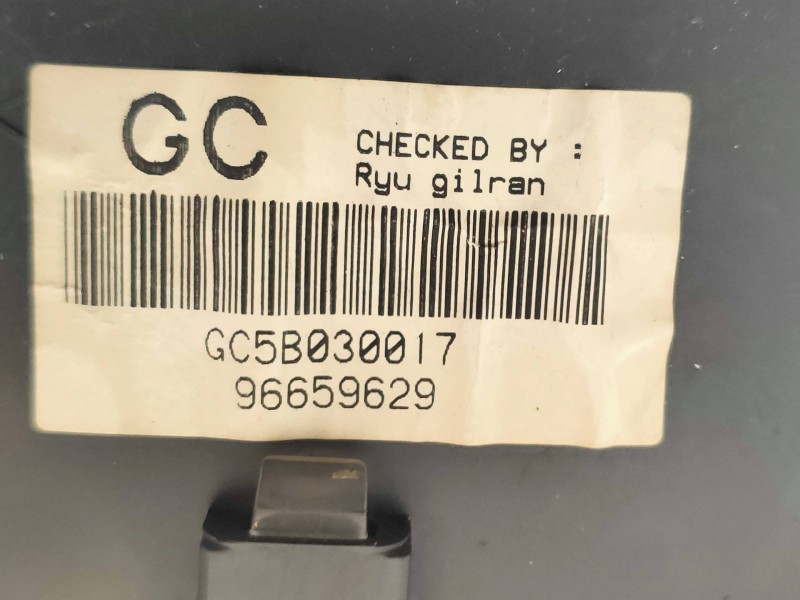 GC
CHECKED BY :
Ryu gilran
GC5B030017
96659629